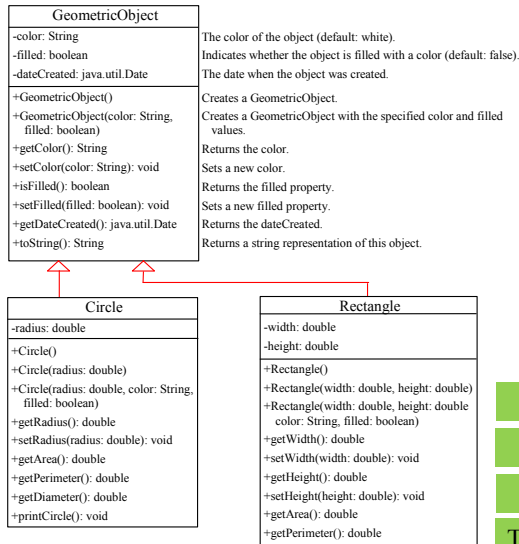 GeometricObject
-color: String
The color of the object (default: white).
-filled: boolean
Indicates whether the object is filled with a color (default: false).
-dateCreated: java.util.Date
The date when the object was created.
+GeometricObject()
Creates a GeometricObject.
+GeometricObject(color: String,
filled: boolean)
Creates a GeometricObject with the specified color and filled
values.
+getColor(): String
Returns the color.
+setColor(color: String): void
Sets a new color.
+isFilled(): boolean
Returns the filled property.
+setFilled(filled: boolean): void
Sets a new filled property.
+getDateCreated(): java.util.Date
Returns the dateCreated.
+toString(): String
Returns a string representation of this object.
Circle
-radius: double
+Circle()
+Circle(radius: double)
+Circle(radius: double, color: String,
filled: boolean)
+getRadius(): double
+setRadius(radius: double): void
+getArea(): double
+getPerimeter(): double
+getDiameter(): double
+printCircle(): void
Rectangle
-width: double
-height: double
+Rectangle()
+Rectangle(width: double, height: double)
+Rectangle(width: double, height: double
color: String, filled: boolean)
+getWidth(): double
+setWidth(width: double): void
+getHeight(): double
+setHeight(height: double): void
+getArea(): double
+getPerimeter(): double